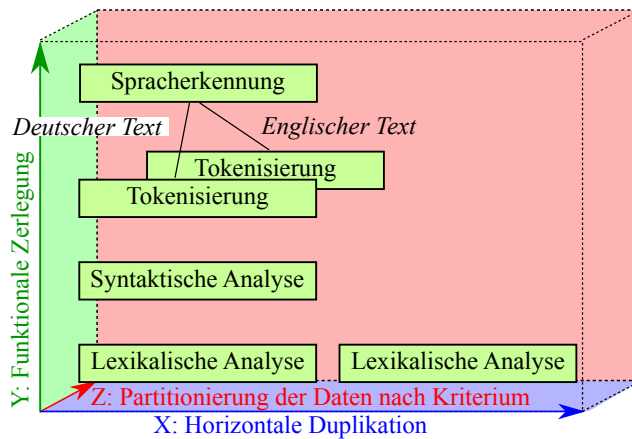 Spracherkennung
Deutscher Text
Englischer Text
Tokenisierung
Tokenisierung
Syntaktische Analyse
Lexikalische Analyse
Lexikalische Analyse
Y: Funktionale Zerlegung
Z: Partitionierung der Daten nach Kriterium
X: Horizontale Duplikation